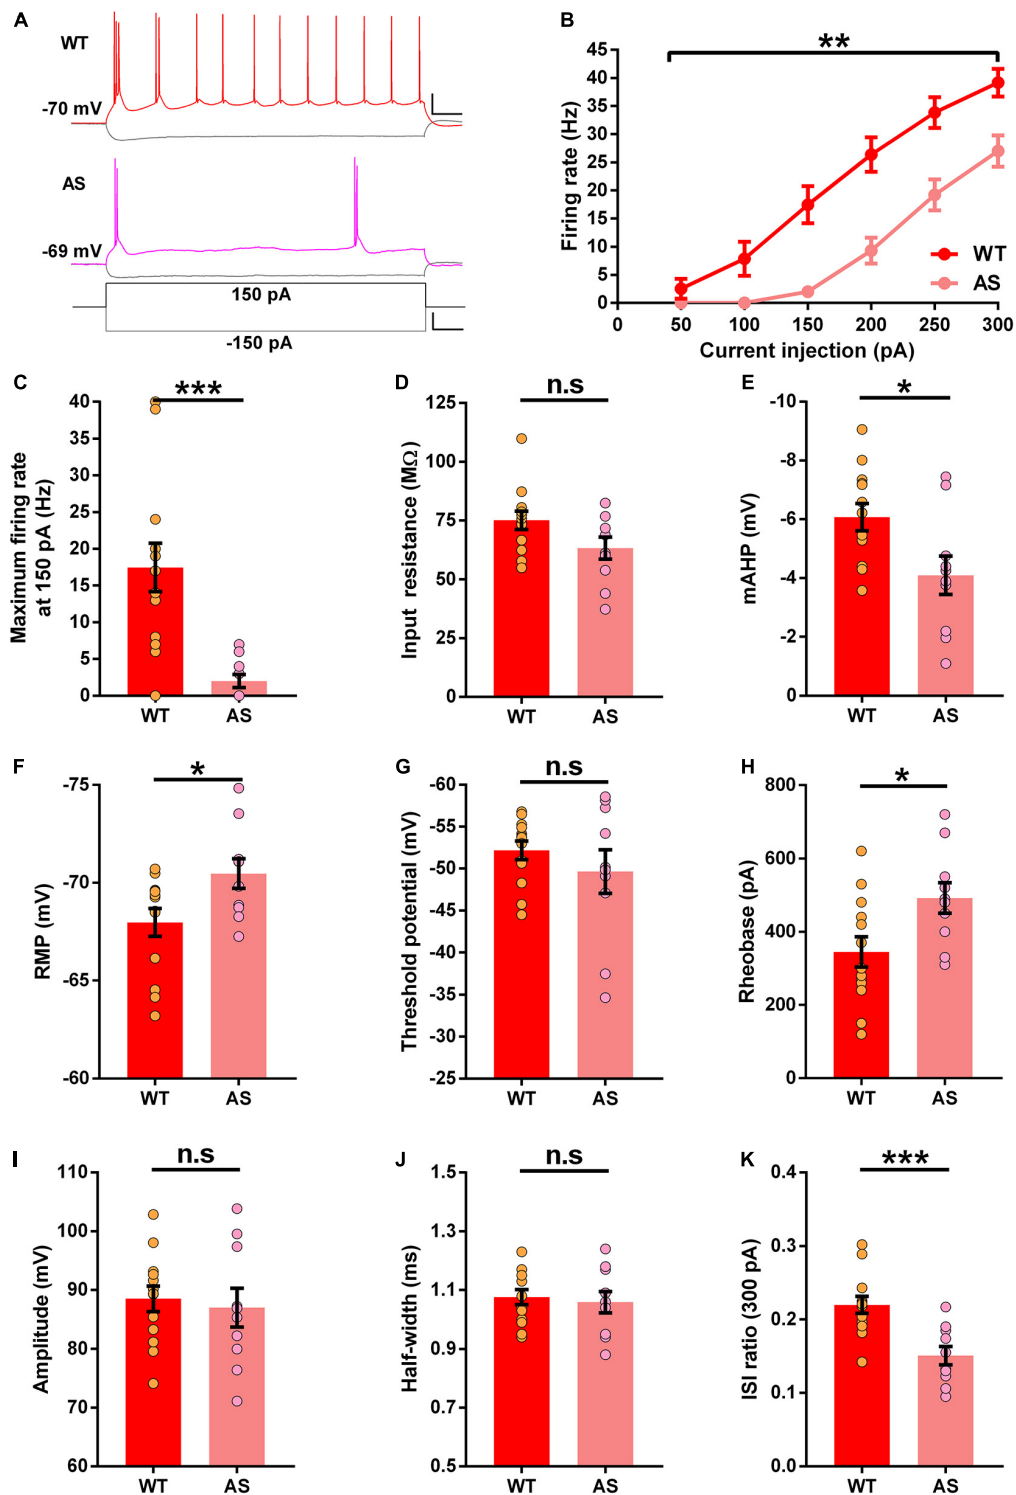 A
WT
-70 mV
AS
-69 mV
150 pA
-150 pA
B
**
Firing rate (Hz)
45
40
35
30
25
20
15
10
5
0
0 50 100 150 200 250 300
Current injection (pA)
WT
AS
C
***
Maximum firing rate
at 150 pA (Hz)
40
35
30
25
20
15
10
5
0
WT AS
D
n.s
Input resistance (MΩ)
125
100
75
50
25
0
WT AS
E
*
mAHP (mV)
-10
-8
-6
-4
-2
0
WT AS
F
*
RMP (mV)
-75
-70
-65
-60
WT AS
G
n.s
Threshold potential (mV)
-60
-55
-50
-45
-40
-35
-30
-25
WT AS
H
*
Rheobase (pA)
800
600
400
200
0
WT AS
I
n.s
Amplitude (mV)
110
100
90
80
70
60
WT AS
J
n.s
Half-width (ms)
1.5
1.3
1.1
0.9
0.7
0.5
WT AS
K
***
ISI ratio (300 pA)
0.4
0.3
0.2
0.1
0.0
WT AS